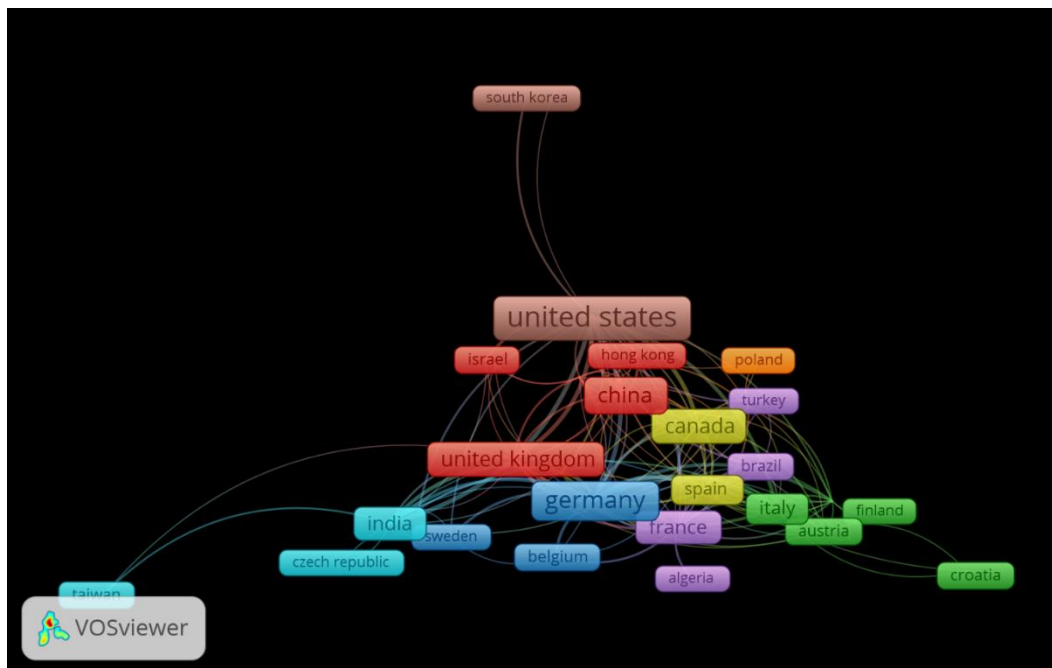 south korea
united states
israel
hong kong
poland
china
turkey
canada
united kingdom
brazil
spain
germany
italy
finland
india
sweden
france
austria
belgium
czech republic
algeria
croatia
taiwan
VOSviewer